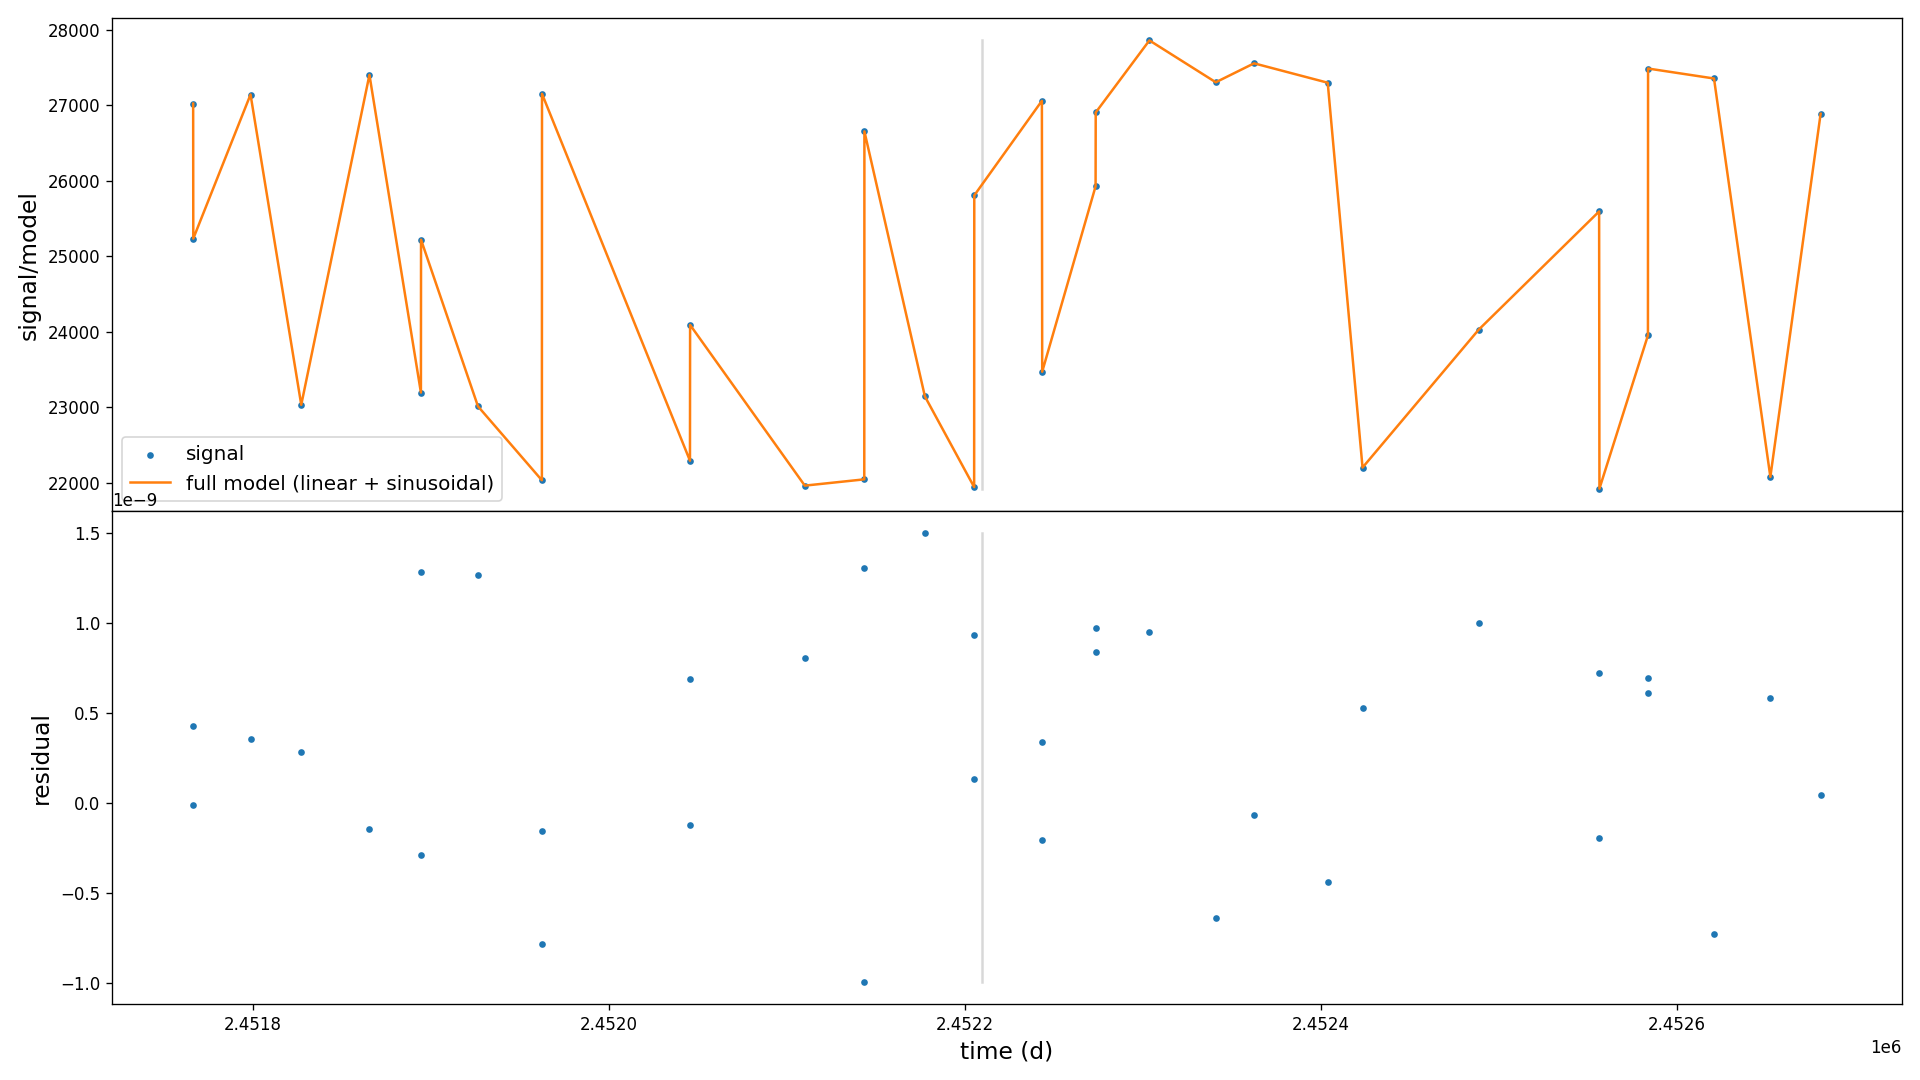 28000
27000
26000
25000
24000
23000
22000
signal/model
signal
full model (linear + sinusoidal)
1e−9
1.5
1.0
0.5
0.0
−0.5
−1.0
residual
2.4518
2.4520
2.4522
2.4524
2.4526
1e6
time (d)